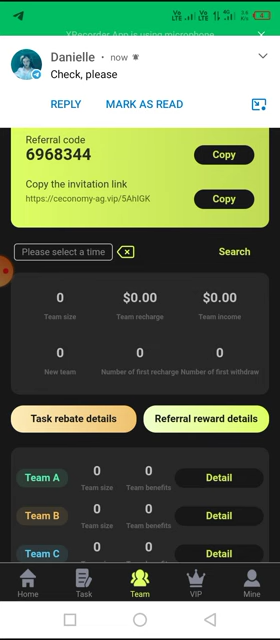 XRecorder App is using microphone
Danielle • now
Check, please
REPLY MARK AS READ
Referral code
6968344
Copy
Copy the invitation link
https://ceconomy-ag.vip/5AhIGK
Copy
Please select a time
Search
0 $0.00 $0.00
Team size Team recharge Team income
0 0 0
New team Number of first recharge Number of first withdraw
Task rebate details Referral reward details
Team A 0 0 Detail
Team size Team benefits
Team B 0 0 Detail
Team size Team benefits
Team C 0 0 Detail
Team size Team benefits
Home Task Team VIP Mine